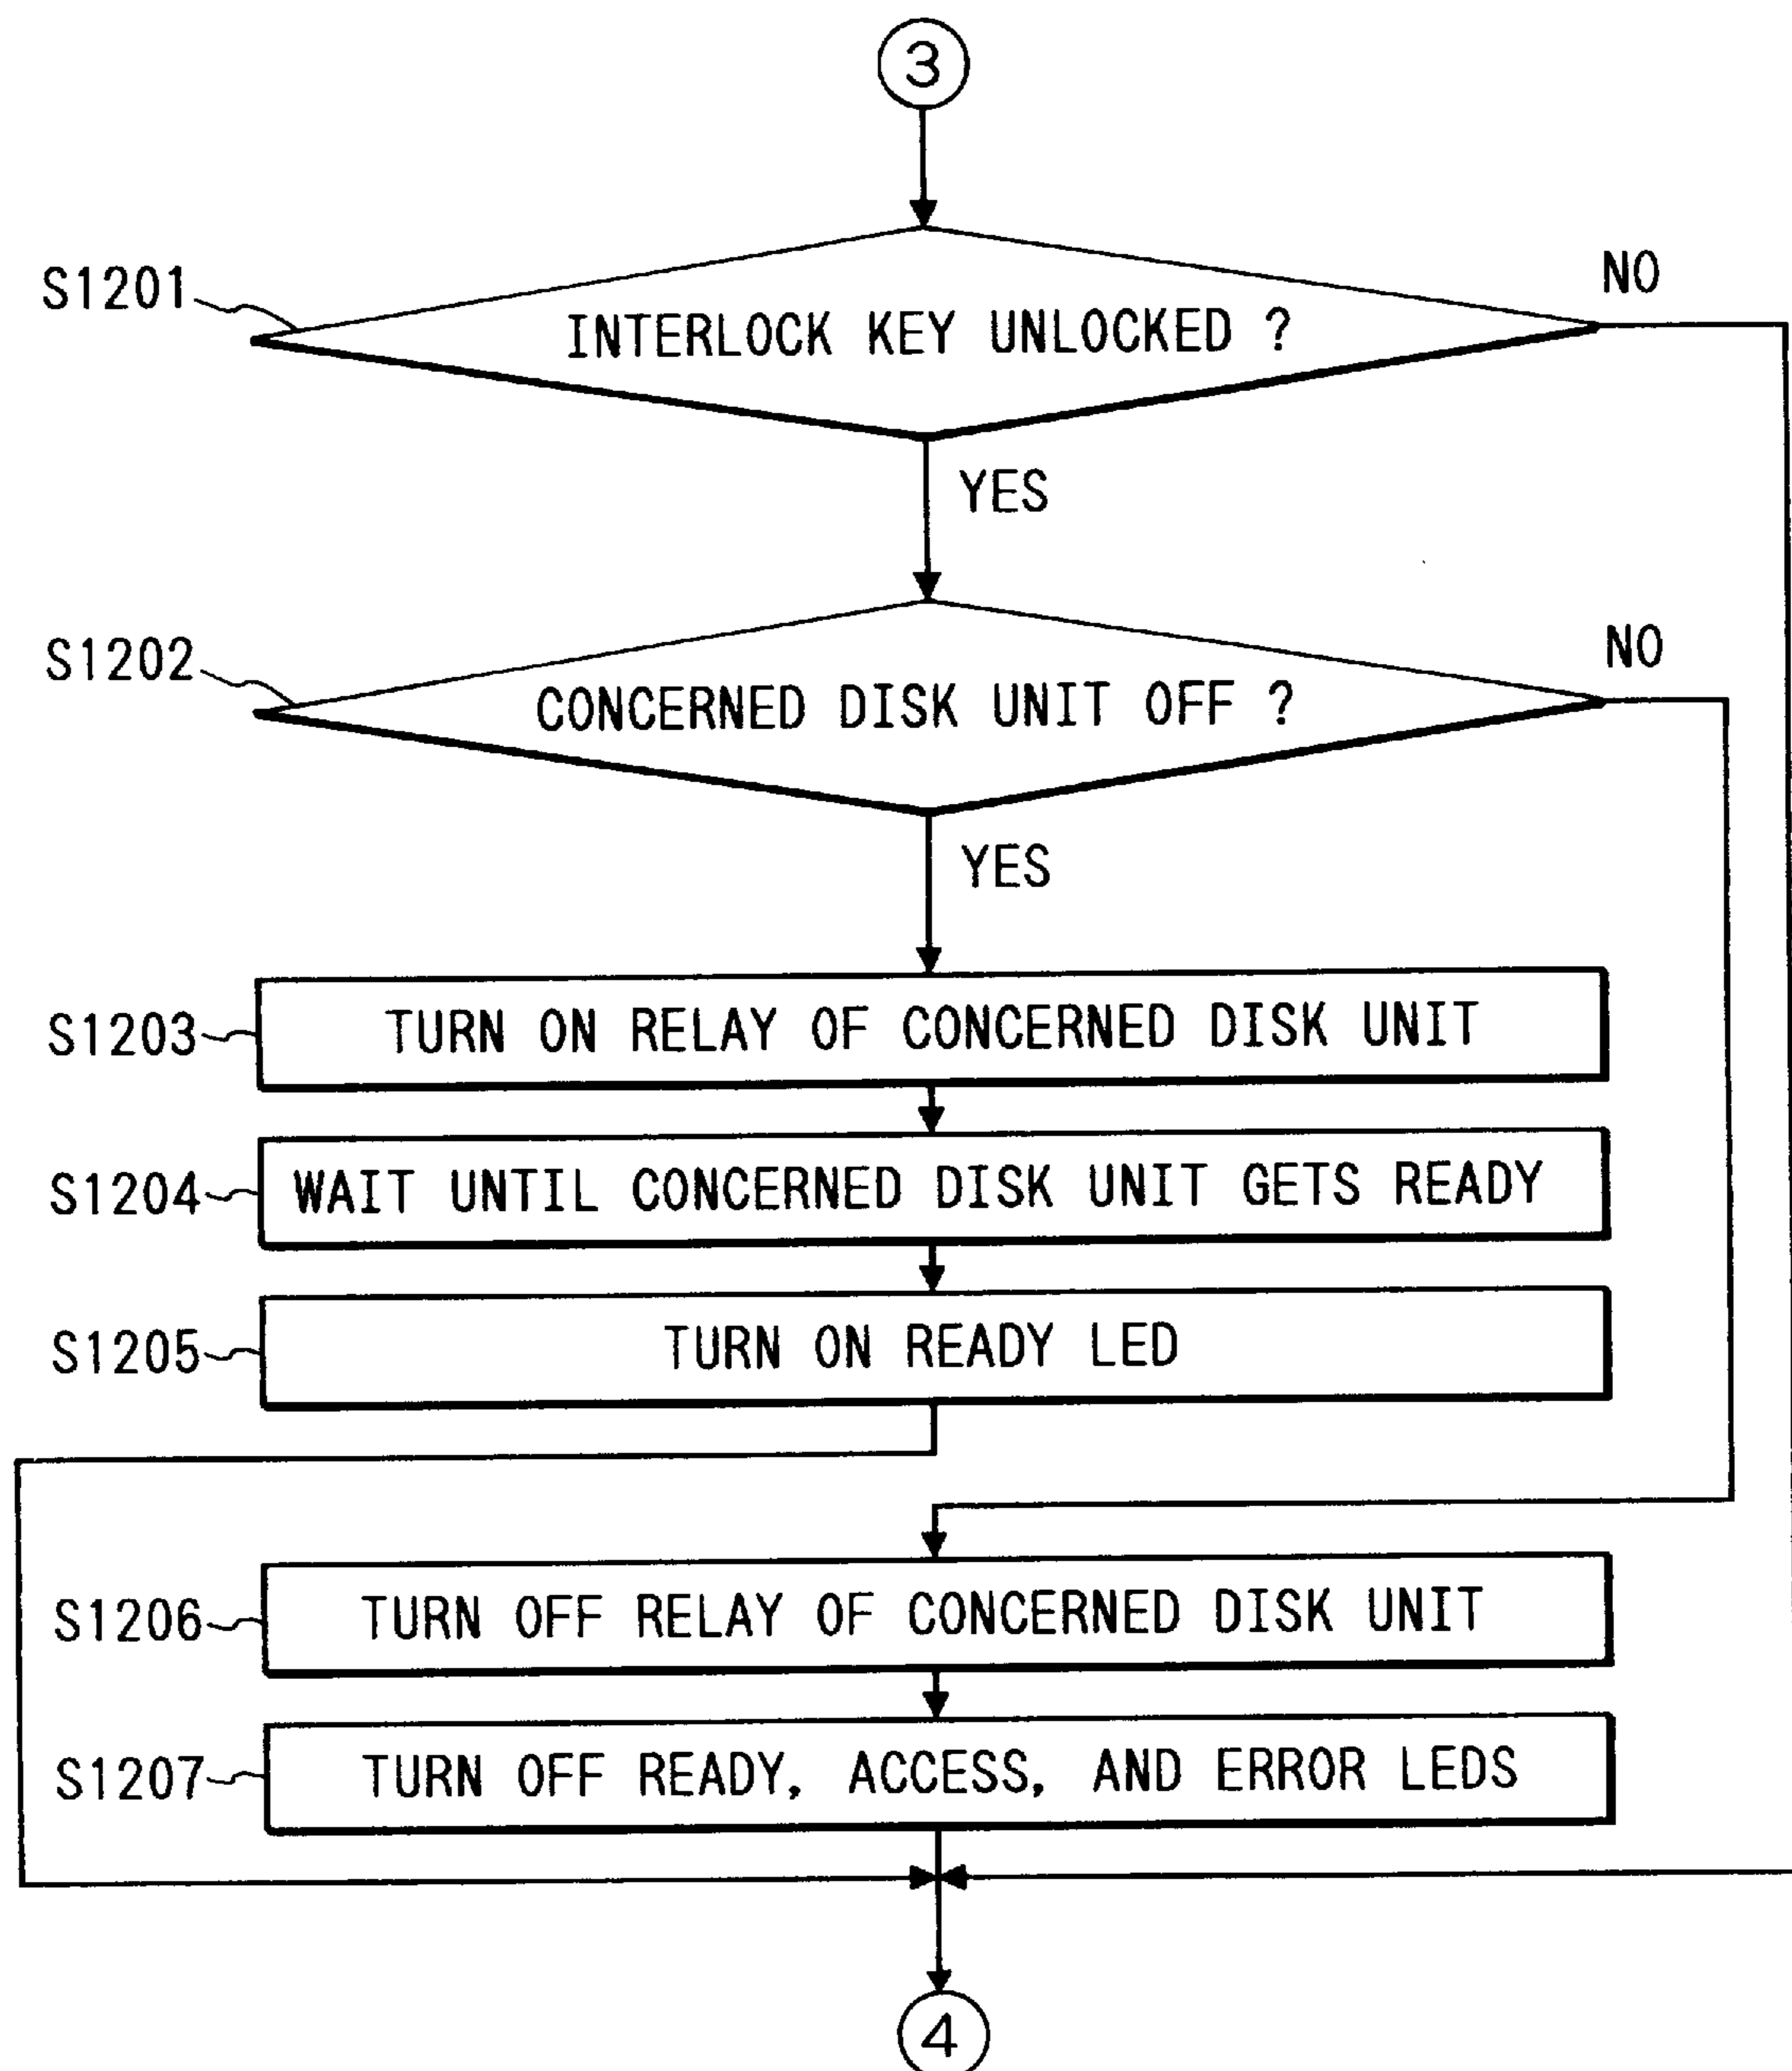 3
S1201
INTERLOCK KEY UNLOCKED ?
NO
YES
S1202
CONCERNED DISK UNIT OFF ?
NO
YES
S1203
TURN ON RELAY OF CONCERNED DISK UNIT
S1204
WAIT UNTIL CONCERNED DISK UNIT GETS READY
S1205
TURN ON READY LED
S1206
TURN OFF RELAY OF CONCERNED DISK UNIT
S1207
TURN OFF READY, ACCESS, AND ERROR LEDS
4